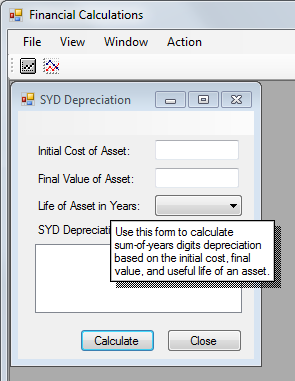 Financial Calculations
File View Window Action
SYD Depreciation
Initial Cost of Asset:
Final Value of Asset:
Life of Asset in Years:
SYD Depreciati
Use this form to calculate
sum-of-years digits depreciation
based on the initial cost, final
value, and useful life of an asset.
Calculate Close